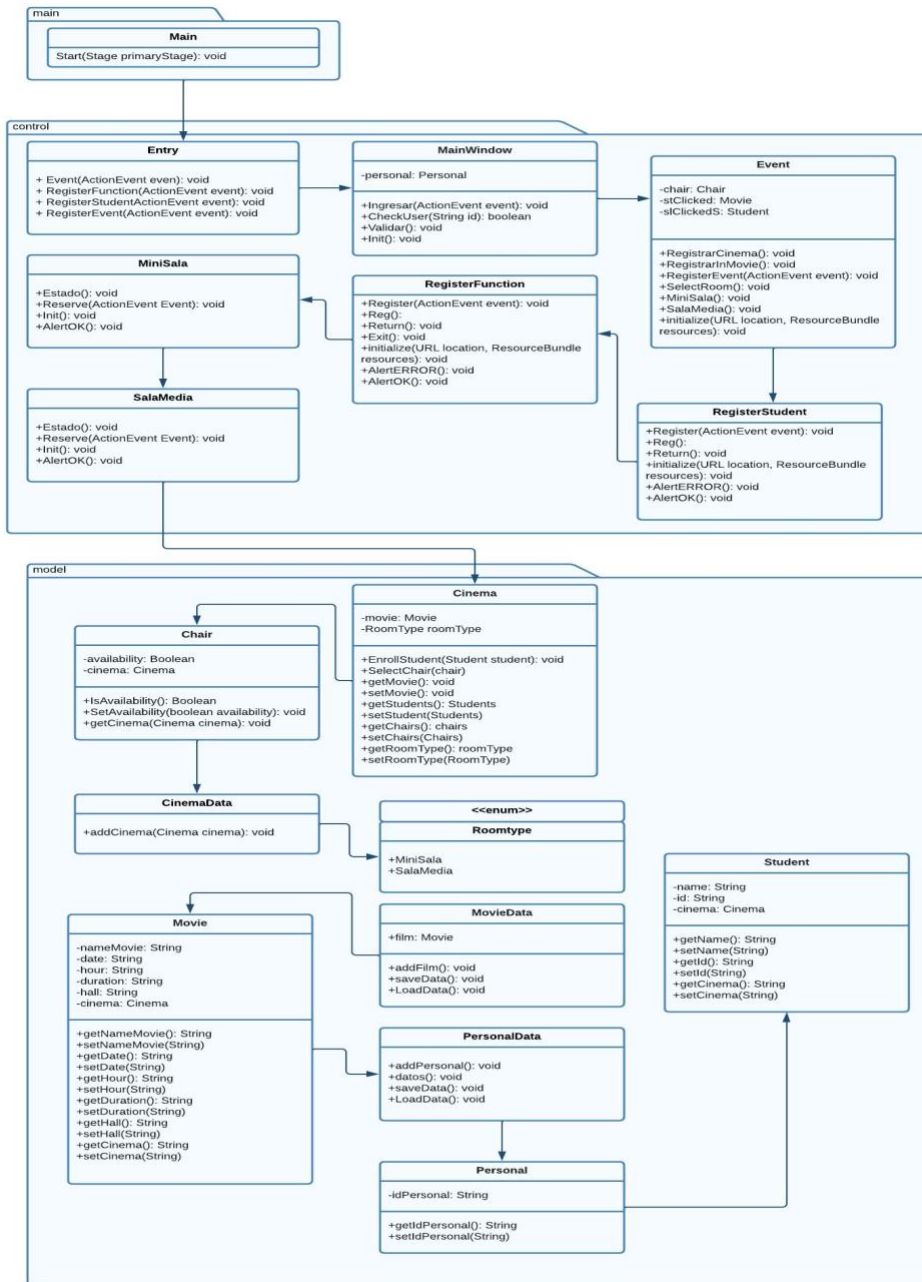 main
Main
Start(Stage primaryStage): void
control
Entry
+ Event(ActionEvent even): void
+ RegisterFunction(ActionEvent event): void
+ RegisterStudentActionEvent event): void
+ RegisterEvent(ActionEvent event): void
MainWindow
-personal: Personal
+Ingresar(ActionEvent event): void
+CheckUser(String id): boolean
+Validar(): void
+Init(): void
Event
-chair: Chair
-stClicked: Movie
-slClickedS: Student
+RegistrarCinema(): void
+RegistrarInMovie(): void
+RegisterEvent(ActionEvent event): void
+SelectRoom(): void
+MiniSala(): void
+SalaMedia(): void
+initialize(URL location, ResourceBundle
resources): void
MiniSala
+Estado(): void
+Reserve(ActionEvent Event): void
+Init(): void
+AlertOK(): void
RegisterFunction
+Register(ActionEvent event): void
+Reg():
+Return(): void
+Exit(): void
+initialize(URL location, ResourceBundle
resources): void
+AlertERROR(): void
+AlertOK(): void
SalaMedia
+Estado(): void
+Reserve(ActionEvent Event): void
+Init(): void
+AlertOK(): void
RegisterStudent
+Register(ActionEvent event): void
+Reg():
+Return(): void
+initialize(URL location, ResourceBundle
resources): void
+AlertERROR(): void
+AlertOK(): void
model
Cinema
-movie: Movie
-RoomType roomType
+EnrollStudent(Student student): void
+SelectChair(chair)
+getMovie(): void
+setMovie(): void
+getStudents(): Students
+setStudent(Students)
+getChairs(): chairs
+setChairs(Chairs)
+getRoomType(): roomType
+setRoomType(RoomType)
Chair
-availability: Boolean
-cinema: Cinema
+IsAvailability(): Boolean
+SetAvailability(boolean availability): void
+getCinema(Cinema cinema): void
CinemaData
+addCinema(Cinema cinema): void
<<enum>>
Roomtype
+MiniSala
+SalaMedia
Student
-name: String
-id: String
-cinema: Cinema
+getName(): String
+setName(String)
+getId(): String
+setId(String)
+getCinema(): String
+setCinema(String)
Movie
-nameMovie: String
-date: String
-hour: String
-duration: String
-hall: String
-cinema: Cinema
+getNameMovie(): String
+setNameMovie(String)
+getDate(): String
+setDate(String)
+getHour(): String
+setHour(String)
+getDuration(): String
+setDuration(String)
+getHall(): String
+setHall(String)
+getCinema(): String
+setCinema(String)
MovieData
+film: Movie
+addFilm(): void
+saveData(): void
+LoadData(): void
PersonalData
+addPersonal(): void
+datos(): void
+saveData(): void
+LoadData(): void
Personal
-idPersonal: String
+getIdPersonal(): String
+setIdPersonal(String)